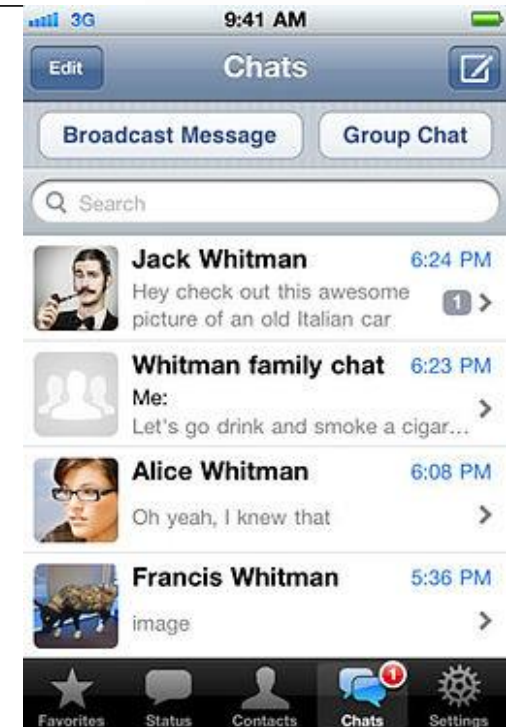 3G 9:41 AM
Edit Chats
Broadcast Message Group Chat
Search
Jack Whitman 6:24 PM
Hey check out this awesome
picture of an old Italian car 1
Whitman family chat 6:23 PM
Me:
Let's go drink and smoke a cigar...
Alice Whitman 6:08 PM
Oh yeah, I knew that
Francis Whitman 5:36 PM
image
1
Favorites Status Contacts Chats Settings